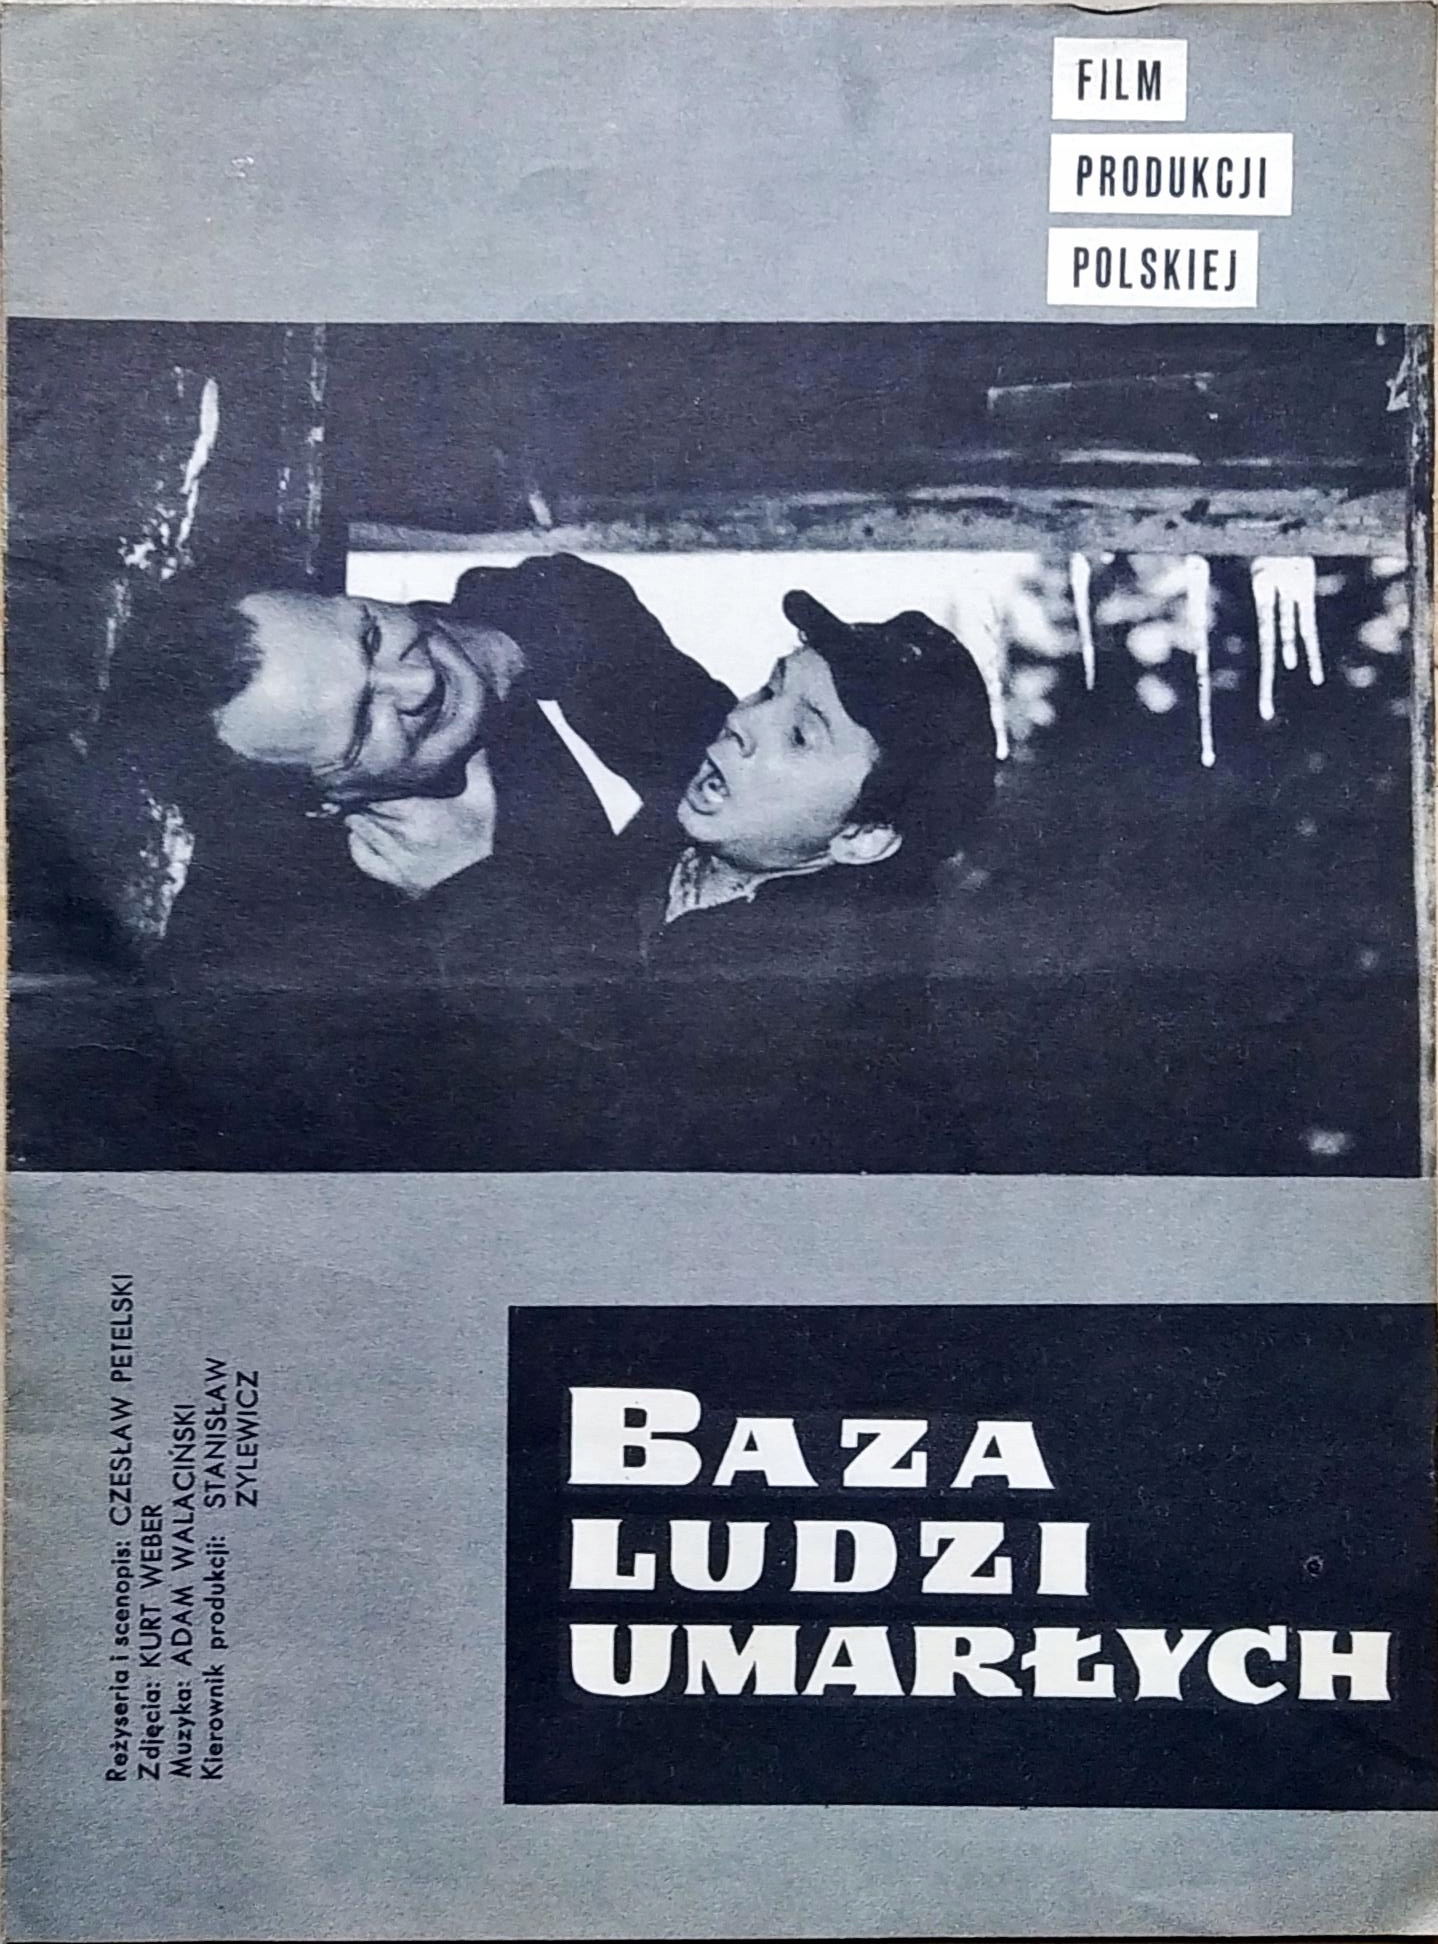 FILM
PRODUKCJI
POLSKIEJ
Reżyseria i scenopis: CZESŁAW PETELSKI
Zdjęcia: KURT WEBER
Muzyka: ADAM WALACIŃSKI
Kierownik produkcji: STANISŁAW
ZYLEWICZ
BAZA
LUDZI
UMARŁYCH